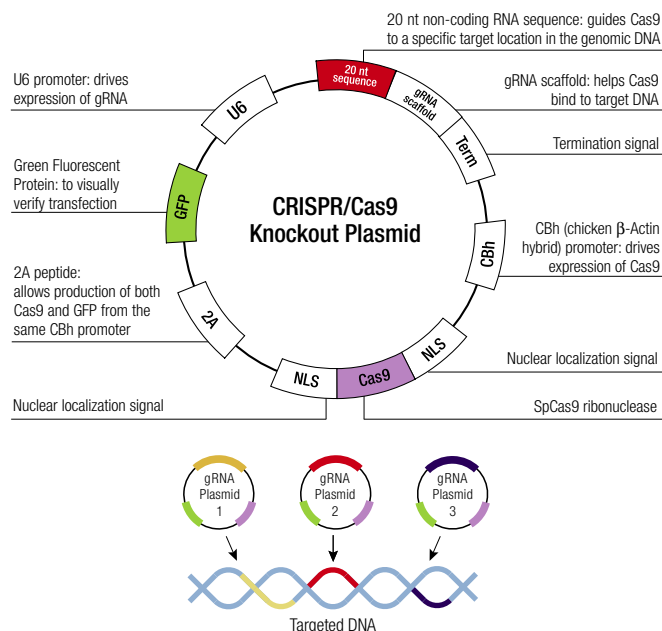 20 nt non-coding RNA sequence: guides Cas9
to a specific target location in the genomic DNA
U6 promoter: drives
expression of gRNA
20 nt
sequence
gRNA
scaffold
gRNA scaffold: helps Cas9
bind to target DNA
U6
Term
Termination signal
Green Fluorescent
Protein: to visually
verify transfection
GFP
CRISPR/Cas9
Knockout Plasmid
CBh
CBh (chicken β-Actin
hybrid) promoter: drives
expression of Cas9
2A peptide:
allows production of both
Cas9 and GFP from the
same CBh promoter
2A
NLS
Cas9
NLS
Nuclear localization signal
Nuclear localization signal
SpCas9 ribonuclease
gRNA
Plasmid
1
gRNA
Plasmid
2
gRNA
Plasmid
3
Targeted DNA